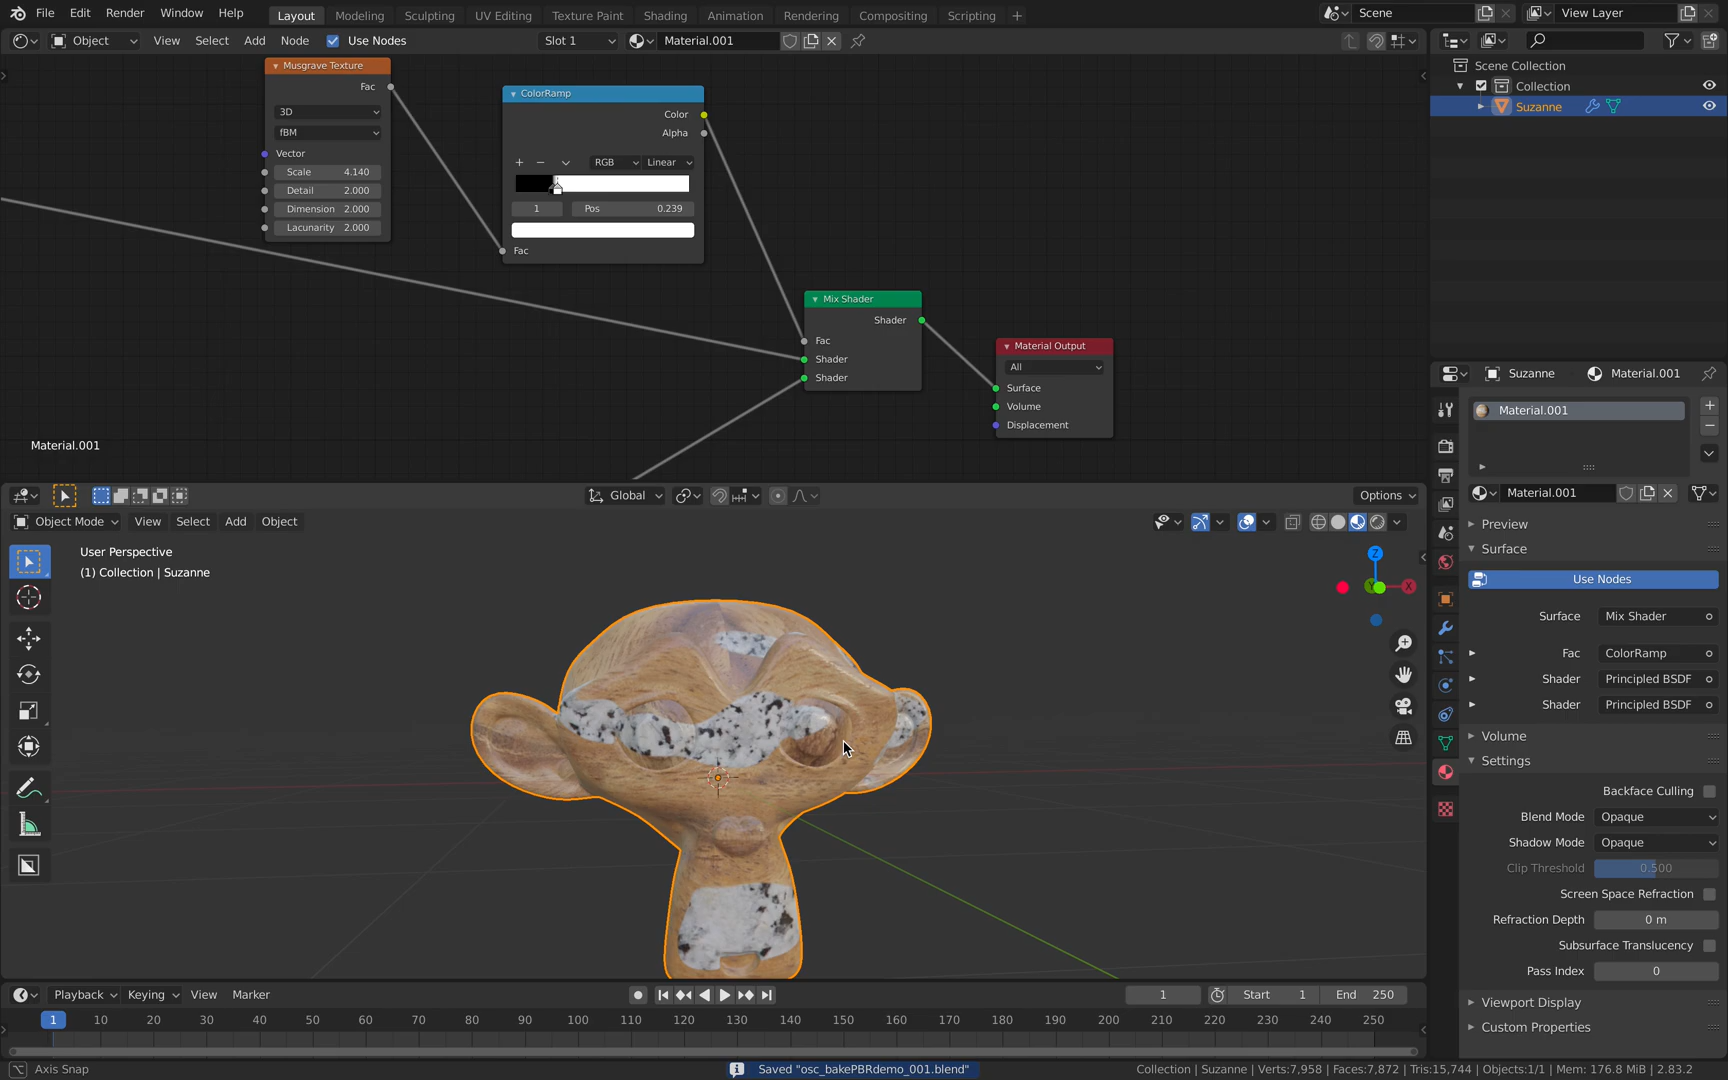 File Edit Render Window Help Layout Modeling Sculpting UV Editing Texture Paint Shading Animation Rendering Compositing Scripting + Scene View Layer
Object View Select Add Node Use Nodes Slot 1 Material.001
Musgrave Texture
Fac
3D
fBM
Vector
Scale 4.140
Detail 2.000
Dimension 2.000
Lacunarity 2.000
ColorRamp
Color
Alpha
+ − RGB Linear
1 Pos 0.239
Fac
Mix Shader
Shader
Fac
Shader
Shader
Material Output
All
Surface
Volume
Displacement
Material.001
Scene Collection
Collection
Suzanne
Global Options
Object Mode View Select Add Object
User Perspective
(1) Collection | Suzanne
Z
Y
X
Suzanne Material.001
Material.001
Material.001
Preview
Surface
Use Nodes
Surface Mix Shader
Fac ColorRamp
Shader Principled BSDF
Shader Principled BSDF
Volume
Settings
Backface Culling
Blend Mode Opaque
Shadow Mode Opaque
Clip Threshold 0.500
Screen Space Refraction
Refraction Depth 0 m
Subsurface Translucency
Pass Index 0
Viewport Display
Custom Properties
Playback Keying View Marker 1 Start 1 End 250
1 10 20 30 40 50 60 70 80 90 100 110 120 130 140 150 160 170 180 190 200 210 220 230 240 250
Axis Snap Saved "osc_bakePBRdemo_001.blend" Collection | Suzanne | Verts:7,958 | Faces:7,872 | Tris:15,744 | Objects:1/1 | Mem: 176.8 MiB | 2.83.2